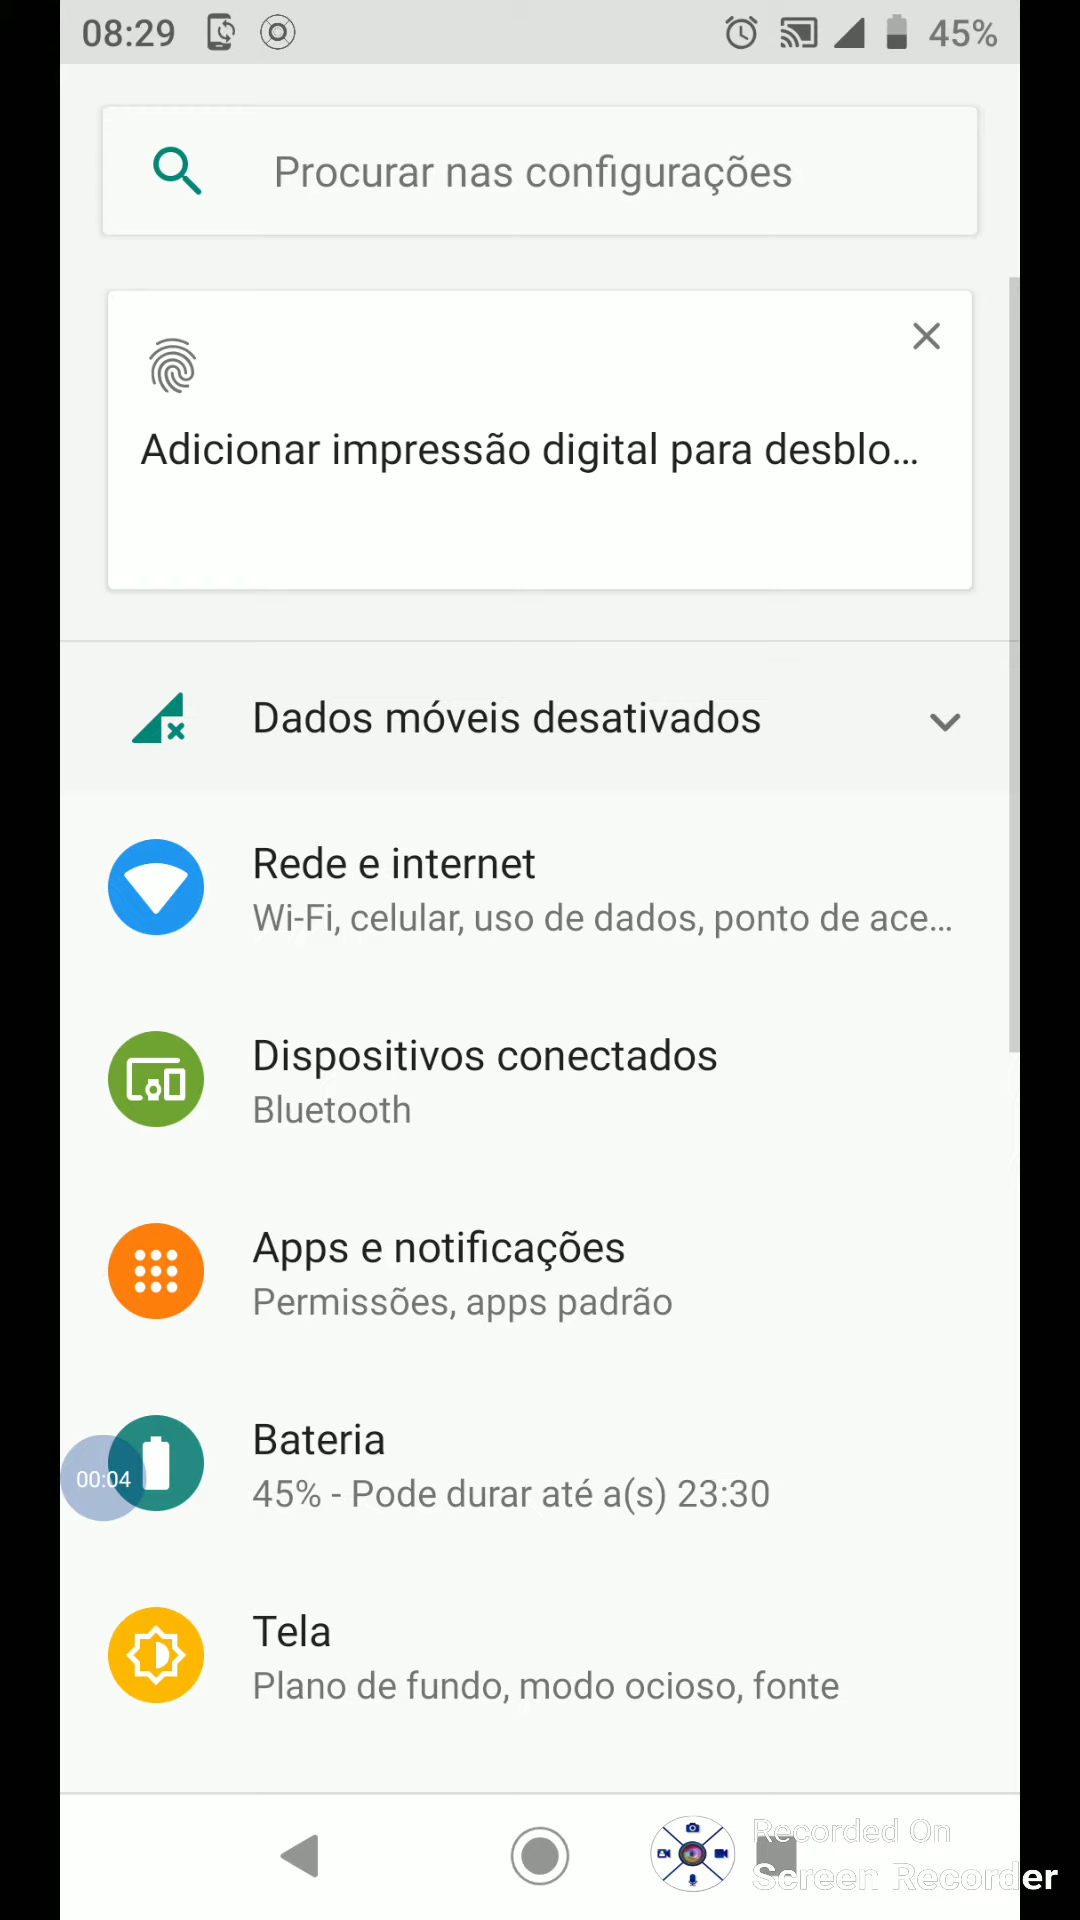 08:29
45%
Procurar nas configurações
Adicionar impressão digital para desblo...
Dados móveis desativados
Rede e internet
Wi-Fi, celular, uso de dados, ponto de ace...
Dispositivos conectados
Bluetooth
Apps e notificações
Permissões, apps padrão
Bateria
45% - Pode durar até a(s) 23:30
00:04
Tela
Plano de fundo, modo ocioso, fonte
Recorded On
Screen Recorder